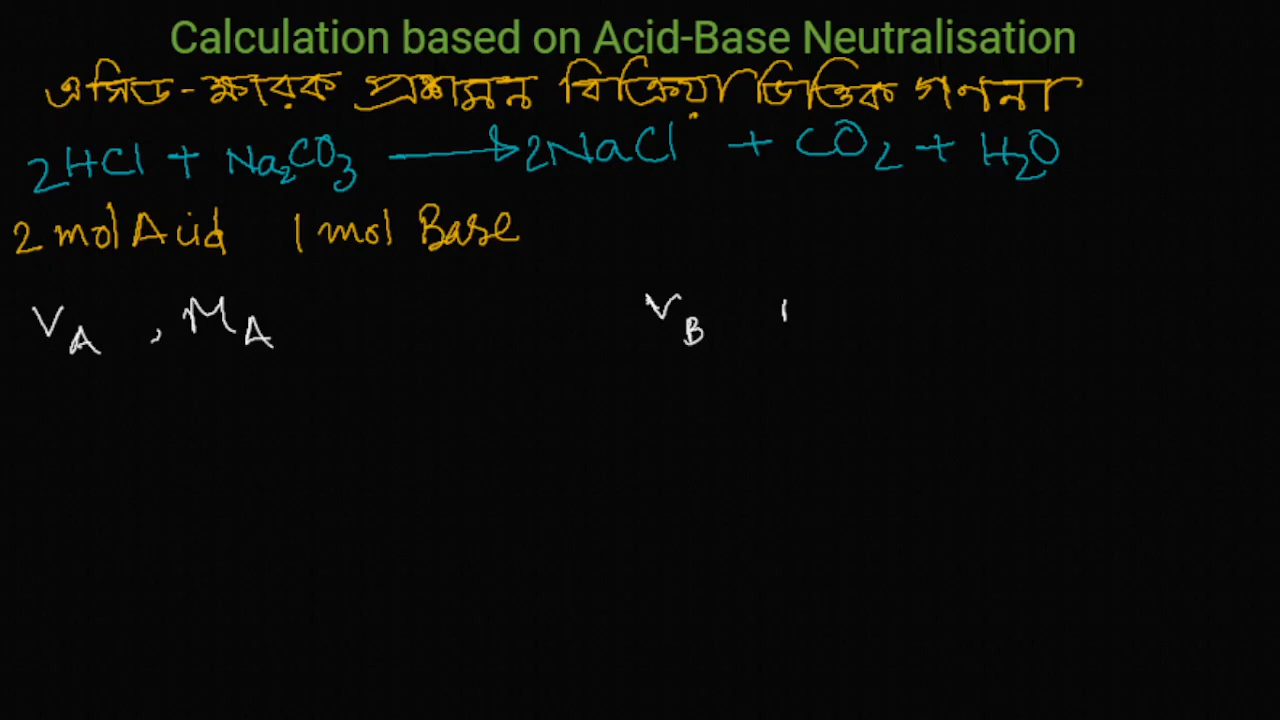 Calculation based on Acid-Base Neutralisation
এসিড-ক্ষারক প্রশমন বিক্রিয়া ভিত্তিক গণনা
2HCl + Na₂CO₃ ⟶ 2NaCl + CO₂ + H₂O
2 mol Acid 1 mol Base
V_A , M_A V_B